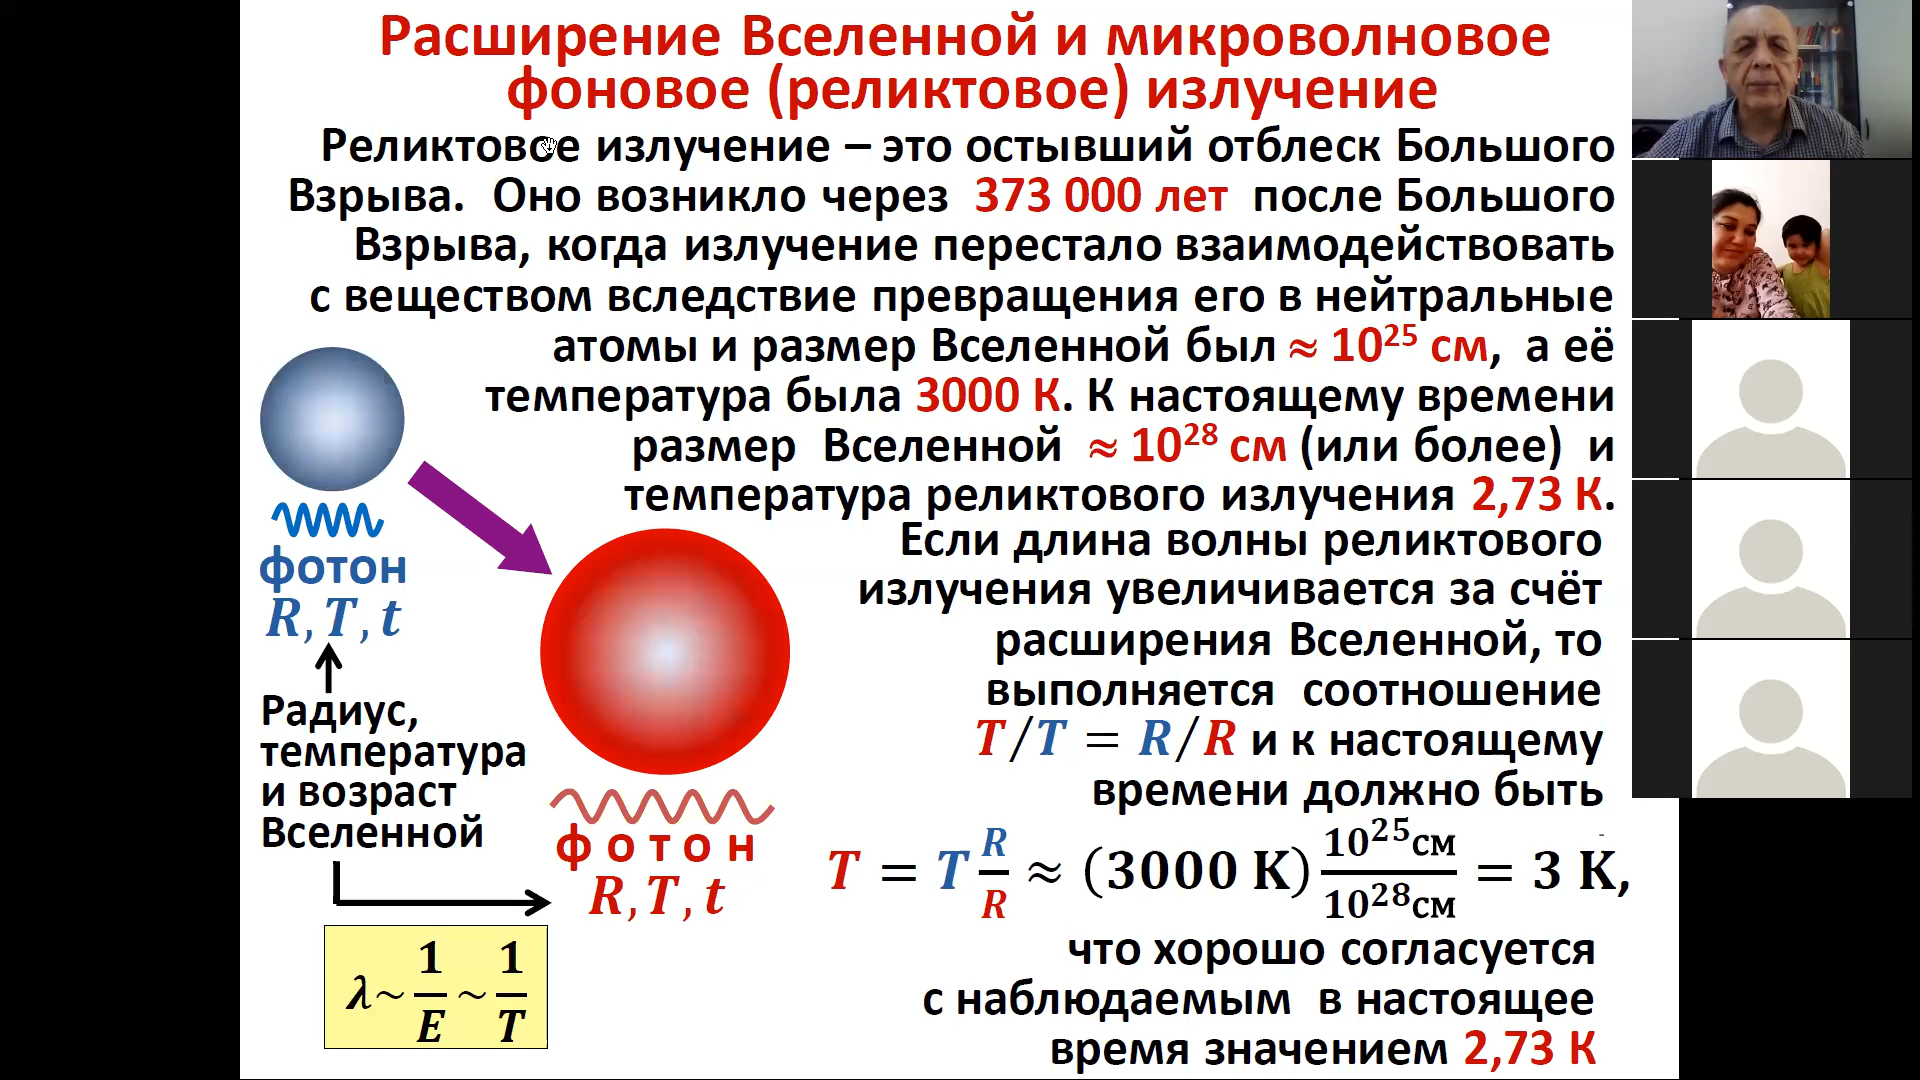 Расширение Вселенной и микроволновое
фоновое (реликтовое) излучение
Реликтовое излучение – это остывший отблеск Большого
Взрыва. Оно возникло через 373 000 лет после Большого
Взрыва, когда излучение перестало взаимодействовать
с веществом вследствие превращения его в нейтральные
атомы и размер Вселенной был ≈ 10²⁵ см, а её
температура была 3000 К. К настоящему времени
размер Вселенной ≈ 10²⁸ см (или более) и
температура реликтового излучения 2,73 К.
Если длина волны реликтового
излучения увеличивается за счёт
расширения Вселенной, то
выполняется соотношение
T/T = R/R и к настоящему
времени должно быть
T = T R/R ≈ (3000 К) 10²⁵см/10²⁸см = 3 К,
что хорошо согласуется
с наблюдаемым в настоящее
время значением 2,73 К
фотон
R, T, t
Радиус,
температура
и возраст
Вселенной
фотон
R, T, t
λ~ 1/E ~ 1/T